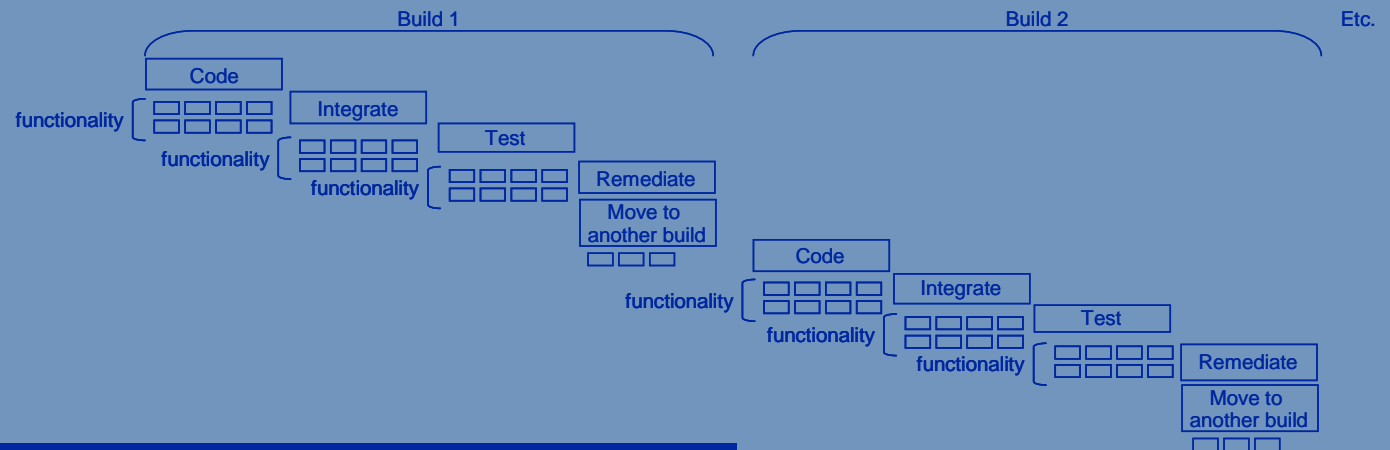 Build 1
Build 2
Etc.
Code
functionality
Integrate
functionality
Test
functionality
Remediate
Move to
another build
Code
functionality
Integrate
functionality
Test
functionality
Remediate
Move to
another build